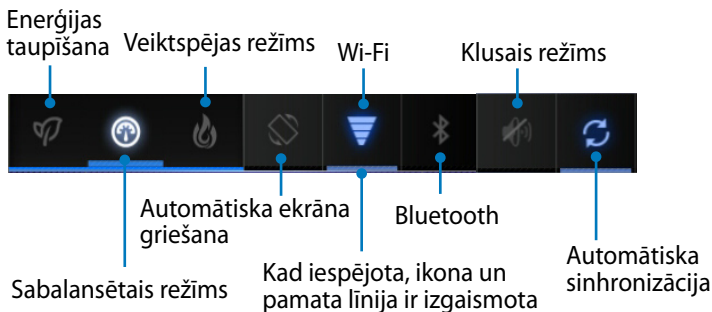 Enerģijas
taupīšana
Veiktspējas režīms
Wi-Fi
Klusais režīms
Automātiska ekrāna
griešana
Bluetooth
Automātiska
sinhronizācija
Sabalansētais režīms
Kad iespējota, ikona un
pamata līnija ir izgaismota